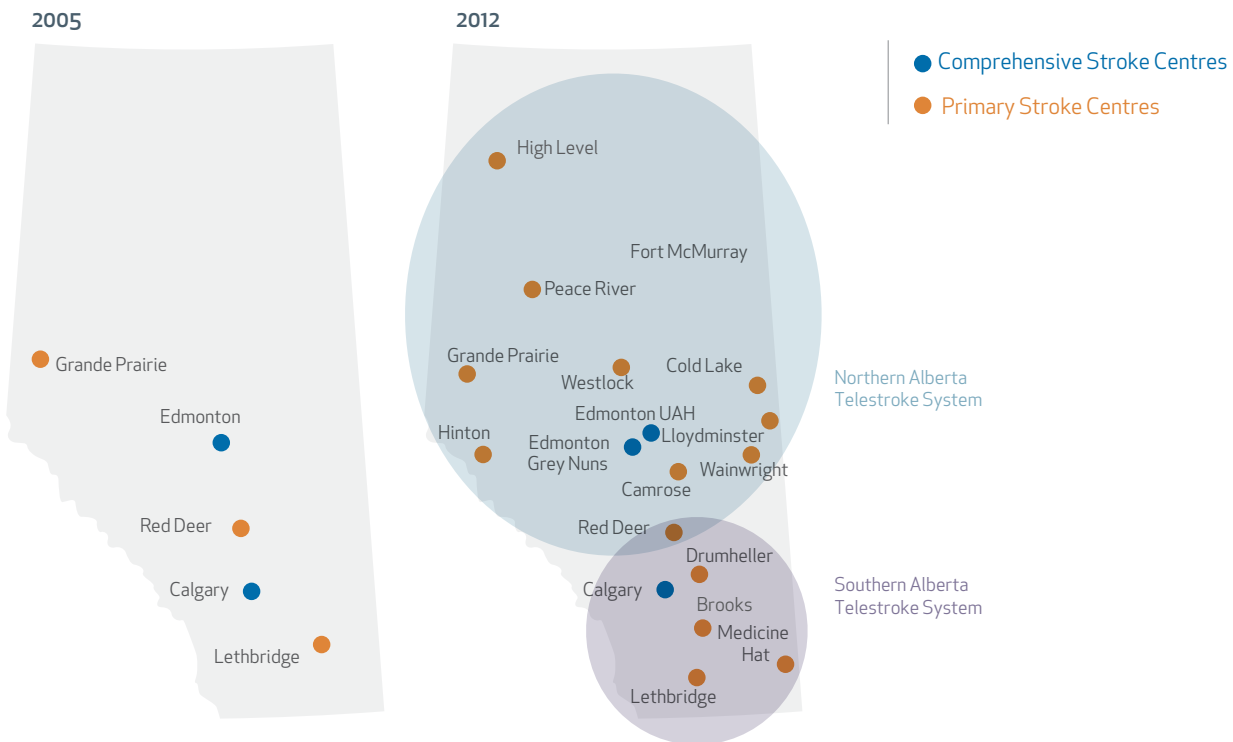 2005
2012
Comprehensive Stroke Centres
Primary Stroke Centres
Grande Prairie
Edmonton
Red Deer
Calgary
Lethbridge
High Level
Fort McMurray
Peace River
Grande Prairie
Westlock
Cold Lake
Edmonton UAH
Hinton
Edmonton
Grey Nuns
Lloydminster
Wainwright
Camrose
Red Deer
Drumheller
Calgary
Brooks
Medicine
Hat
Lethbridge
Northern Alberta
Telestroke System
Southern Alberta
Telestroke System